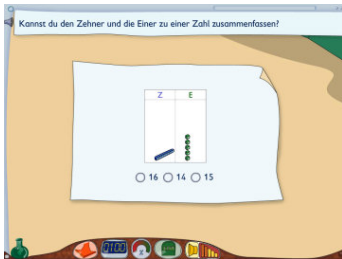 Kannst du den Zehner und die Einer zu einer Zahl zusammenfassen?
Z E
16 14 15